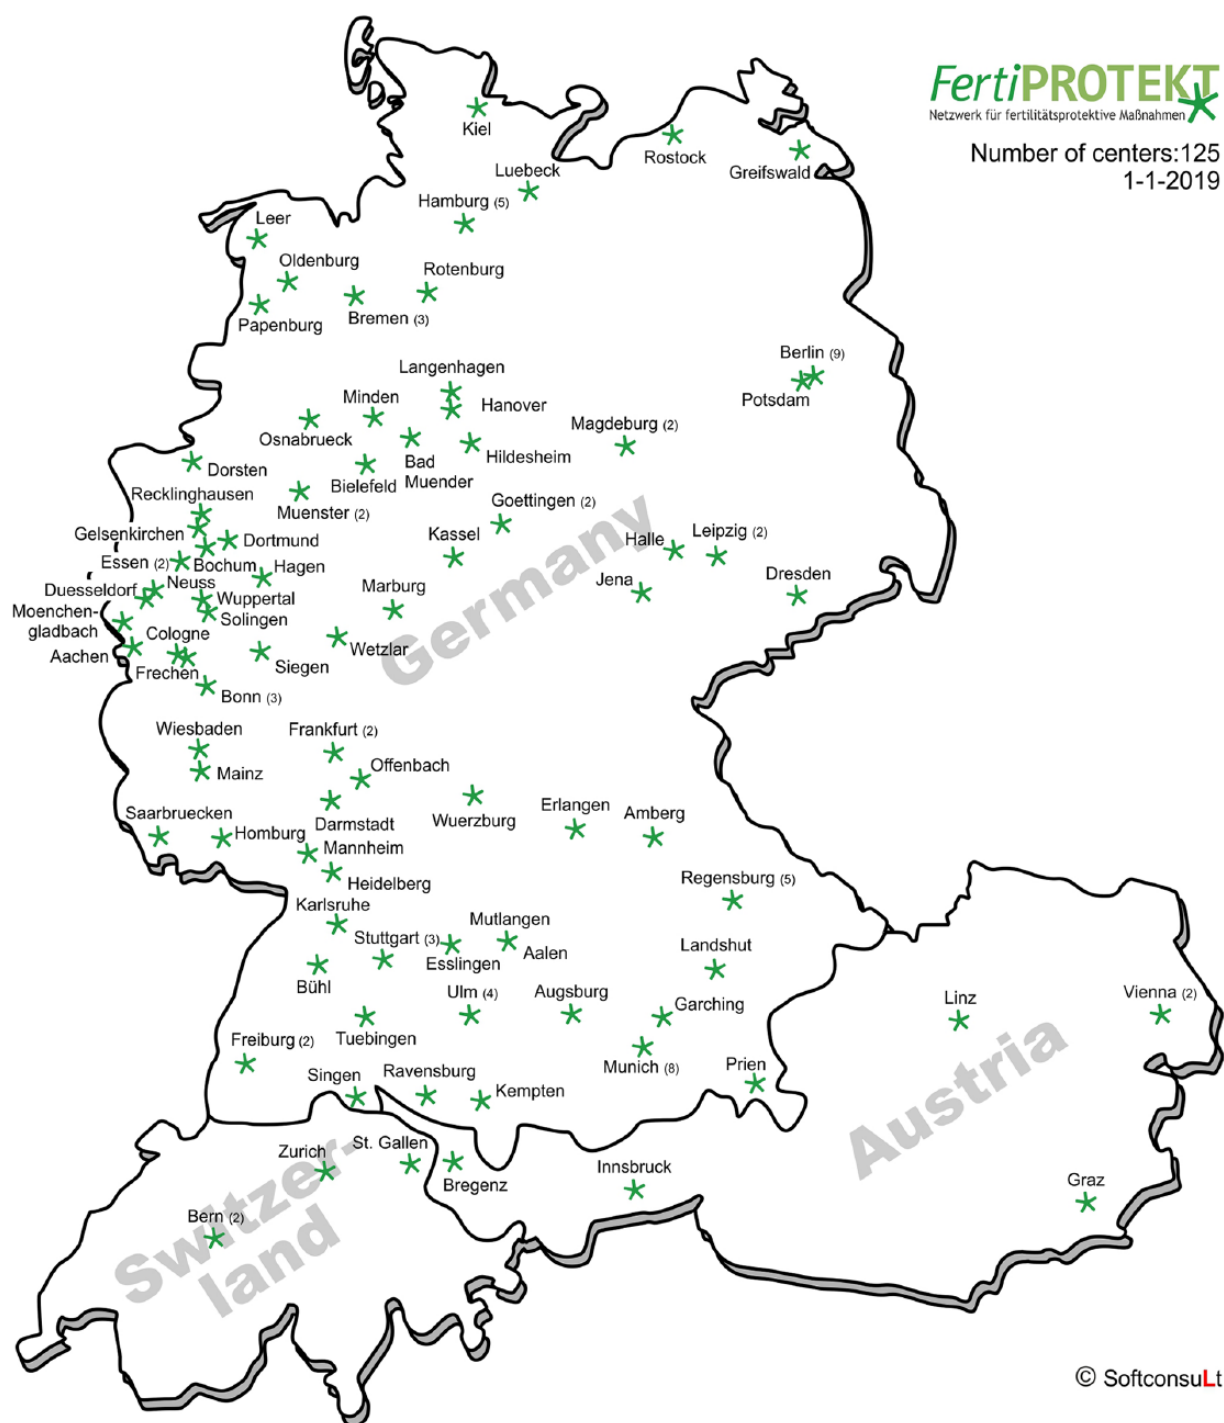 FertiPROTEKT
Netzwerk für fertilitätsprotektive Maßnahmen
Number of centers:125
1-1-2019
Kiel
Rostock
Greifswald
Luebeck
Hamburg (5)
Leer
Oldenburg
Rotenburg
Papenburg
Bremen (3)
Berlin (9)
Potsdam
Langenhagen
Minden
Hanover
Magdeburg (2)
Osnabrueck
Hildesheim
Bad
Muender
Dorsten
Bielefeld
Recklinghausen
Muenster (2)
Goettingen (2)
Gelsenkirchen
Dortmund
Kassel
Halle
Leipzig (2)
Essen (2)
Bochum
Hagen
Jena
Dresden
Duesseldorf
Neuss
Wuppertal
Marburg
Moenchen-
gladbach
Solingen
Cologne
Aachen
Frechen
Siegen
Wetzlar
Germany
Bonn (3)
Wiesbaden
Frankfurt (2)
Mainz
Offenbach
Saarbruecken
Homburg
Darmstadt
Wuerzburg
Erlangen
Amberg
Mannheim
Heidelberg
Regensburg (5)
Karlsruhe
Stuttgart (3)
Mutlangen
Esslingen
Aalen
Landshut
Bühl
Ulm (4)
Augsburg
Garching
Linz
Vienna (2)
Freiburg (2)
Tuebingen
Munich (8)
Prien
Singen
Ravensburg
Kempten
Austria
Zurich
St. Gallen
Bregenz
Innsbruck
Graz
Bern (2)
Switzer-
land
© SoftconsuLt